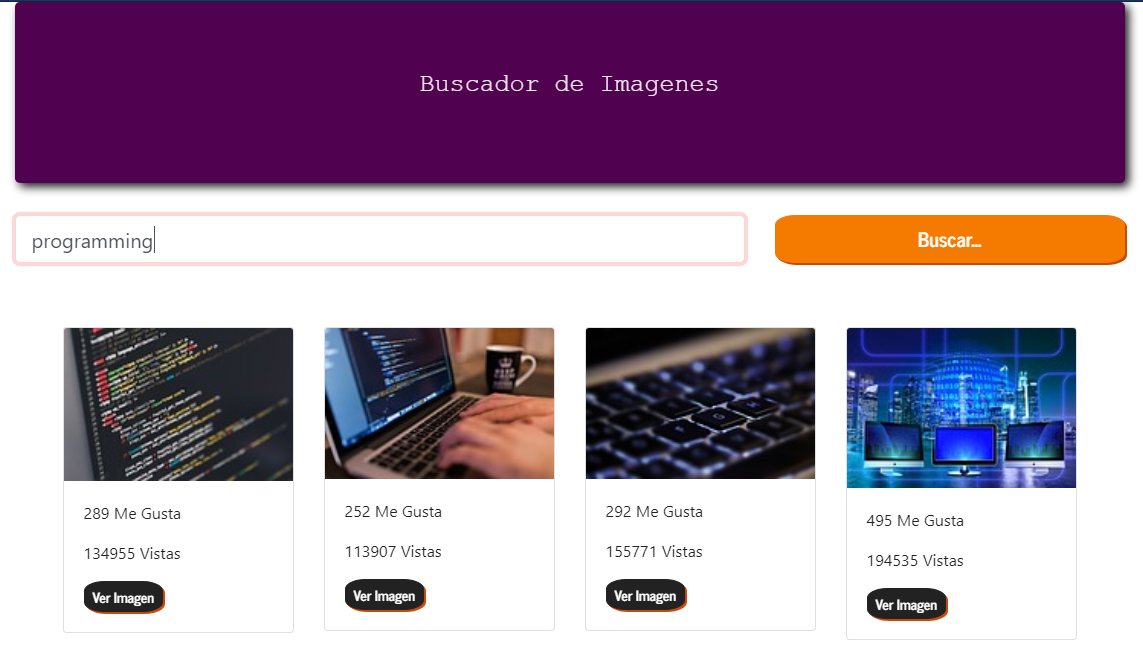 Buscador de Imagenes
programming
Buscar...
289 Me Gusta
134955 Vistas
Ver Imagen
252 Me Gusta
113907 Vistas
Ver Imagen
292 Me Gusta
155771 Vistas
Ver Imagen
495 Me Gusta
194535 Vistas
Ver Imagen